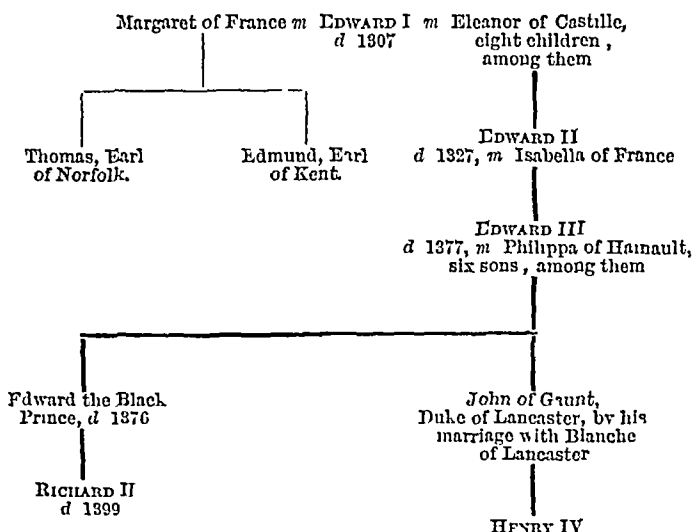 Margaret of France m EDWARD I m Eleanor of Castille,
d 1307 eight children,
among them
Thomas, Earl
of Norfolk.
Edmund, Earl
of Kent.
EDWARD II
d 1327, m Isabella of France
EDWARD III
d 1377, m Philippa of Hainault,
six sons, among them
Edward the Black
Prince, d 1376
John of Gaunt,
Duke of Lancaster, by his
marriage with Blanche
of Lancaster
RICHARD II
d 1399
HENRY IV